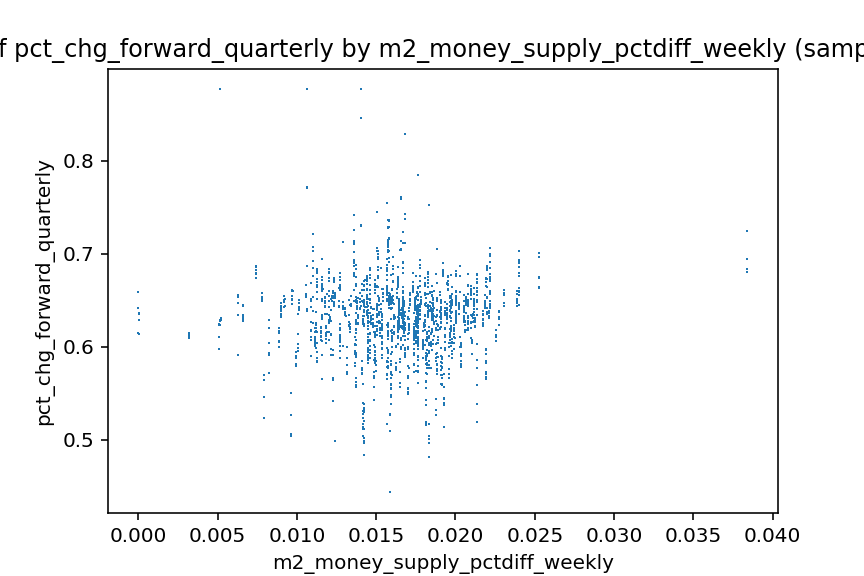 f pct_chg_forward_quarterly by m2_money_supply_pctdiff_weekly (samp
pct_chg_forward_quarterly
0.8
0.7
0.6
0.5
0.000 0.005 0.010 0.015 0.020 0.025 0.030 0.035 0.040
m2_money_supply_pctdiff_weekly